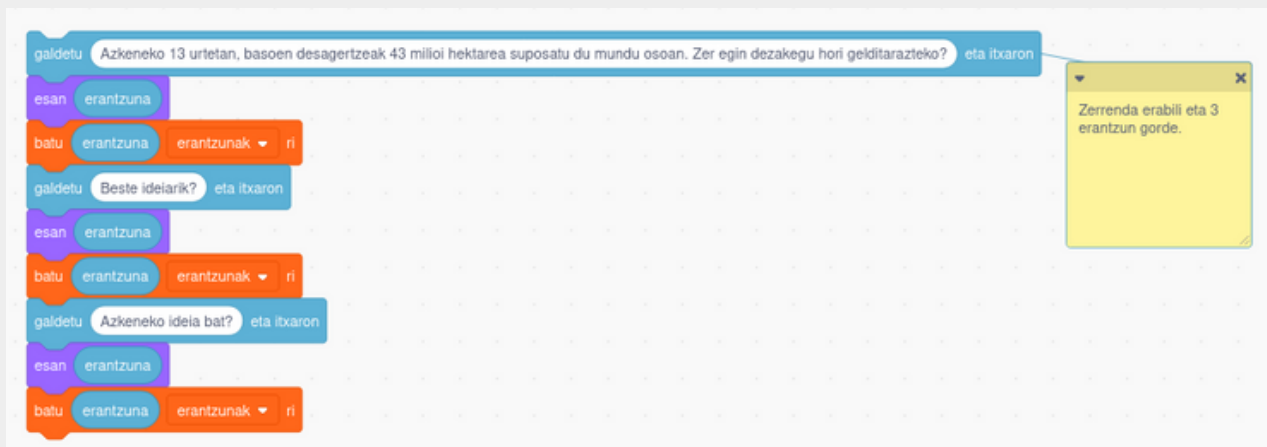 galdetu Azkeneko 13 urtetan, basoen desagertzeak 43 milioi hektarea suposatu du mundu osoan. Zer egin dezakegu hori gelditarazteko? eta itxaron
esan erantzuna
batu erantzuna erantzunak ri
galdetu Beste ideiarik? eta itxaron
esan erantzuna
batu erantzuna erantzunak ri
galdetu Azkeneko ideia bat? eta itxaron
esan erantzuna
batu erantzuna erantzunak ri
Zerrenda erabili eta 3
erantzun gorde.